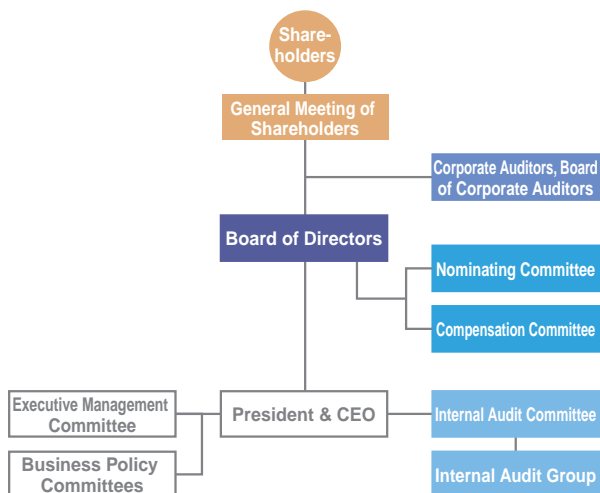 Share-
holders
General Meeting of
Shareholders
Corporate Auditors, Board
of Corporate Auditors
Board of Directors
Nominating Committee
Compensation Committee
Executive Management
Committee
President & CEO
Internal Audit Committee
Business Policy
Committees
Internal Audit Group